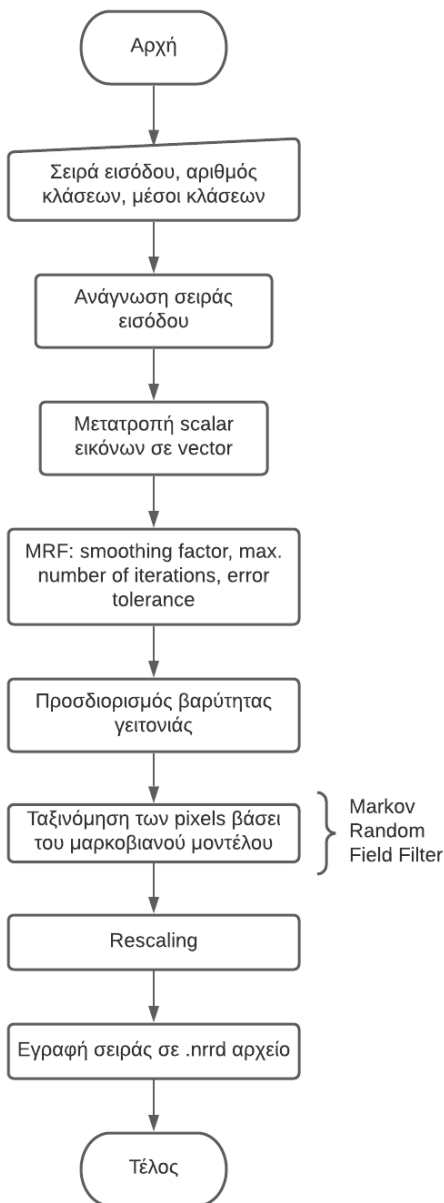 Αρχή
Σειρά εισόδου, αριθμός
κλάσεων, μέσοι κλάσεων
Ανάγνωση σειράς
εισόδου
Μετατροπή scalar
εικόνων σε vector
MRF: smoothing factor, max.
number of iterations, error
tolerance
Προσδιορισμός βαρύτητας
γειτονιάς
Ταξινόμηση των pixels βάσει
του μαρκοβιανού μοντέλου
Markov
Random
Field Filter
Rescaling
Εγραφή σειράς σε .nrrd αρχείο
Τέλος